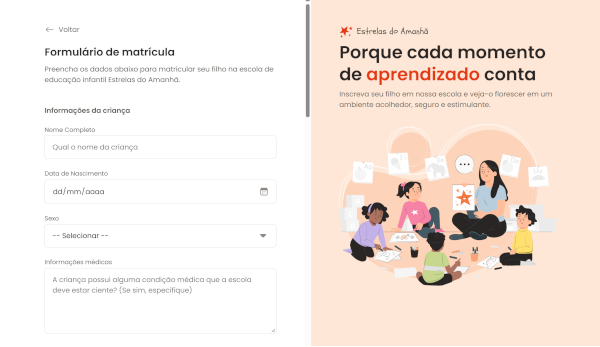 Voltar
Formulário de matrícula
Preencha os dados abaixo para matricular seu filho na escola de
educação infantil Estrelas do Amanhã.
Informações da criança
Nome Completo
Qual o nome da criança
Data de Nascimento
dd/mm/aaaa
Sexo
-- Selecionar --
Informações médicas
A criança possui alguma condição médica que a escola
deve estar ciente? (Se sim, especifique)
Estrelas do Amanhã
Porque cada momento
de aprendizado conta
Inscreva seu filho em nossa escola e veja-o florescer em um
ambiente acolhedor, seguro e estimulante.